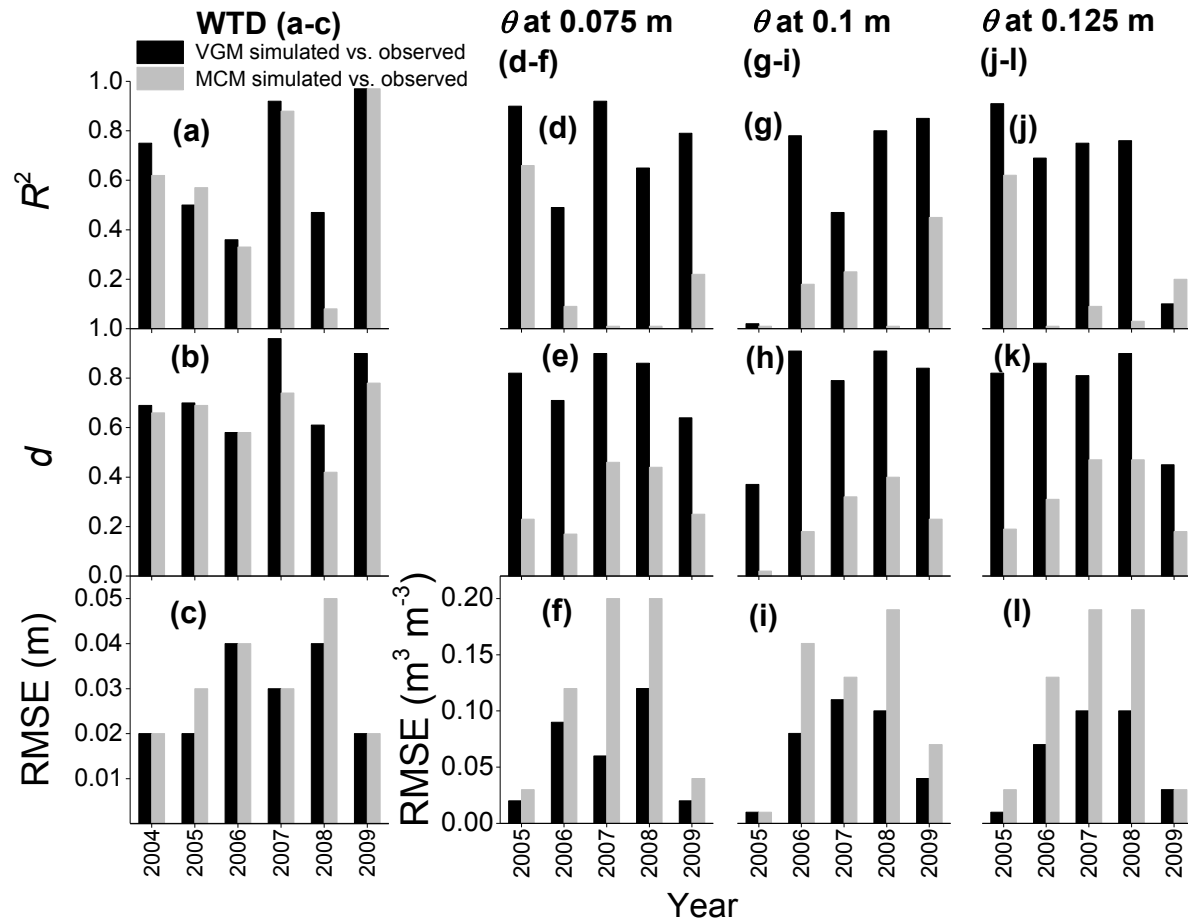 WTD (a-c)
VGM simulated vs. observed
MCM simulated vs. observed
θ at 0.075 m
(d-f)
θ at 0.1 m
(g-i)
θ at 0.125 m
(j-l)
R²
1.0
0.8
0.6
0.4
0.2
1.0
(a)
(d)
(g)
(j)
d
0.8
0.6
0.4
0.2
0.0
(b)
(e)
(h)
(k)
RMSE (m)
0.05
0.04
0.03
0.02
0.01
(c)
RMSE (m³ m⁻³)
0.20
0.15
0.10
0.05
0.00
(f)
(i)
(l)
2004 2005 2006 2007 2008 2009
2005 2006 2007 2008 2009
2005 2006 2007 2008 2009
2005 2006 2007 2008 2009
Year